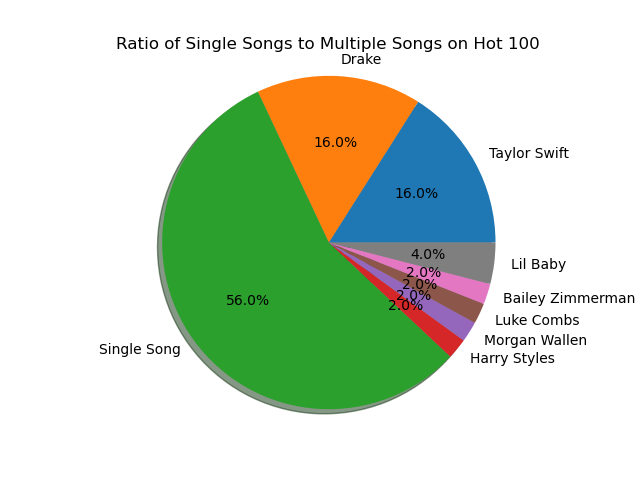 Ratio of Single Songs to Multiple Songs on Hot 100
Drake
16.0%
Taylor Swift
16.0%
4.0%
Lil Baby
2.0%
2.0%
Bailey Zimmerman
2.0%
56.0%
2.0%
Luke Combs
Morgan Wallen
Single Song
Harry Styles